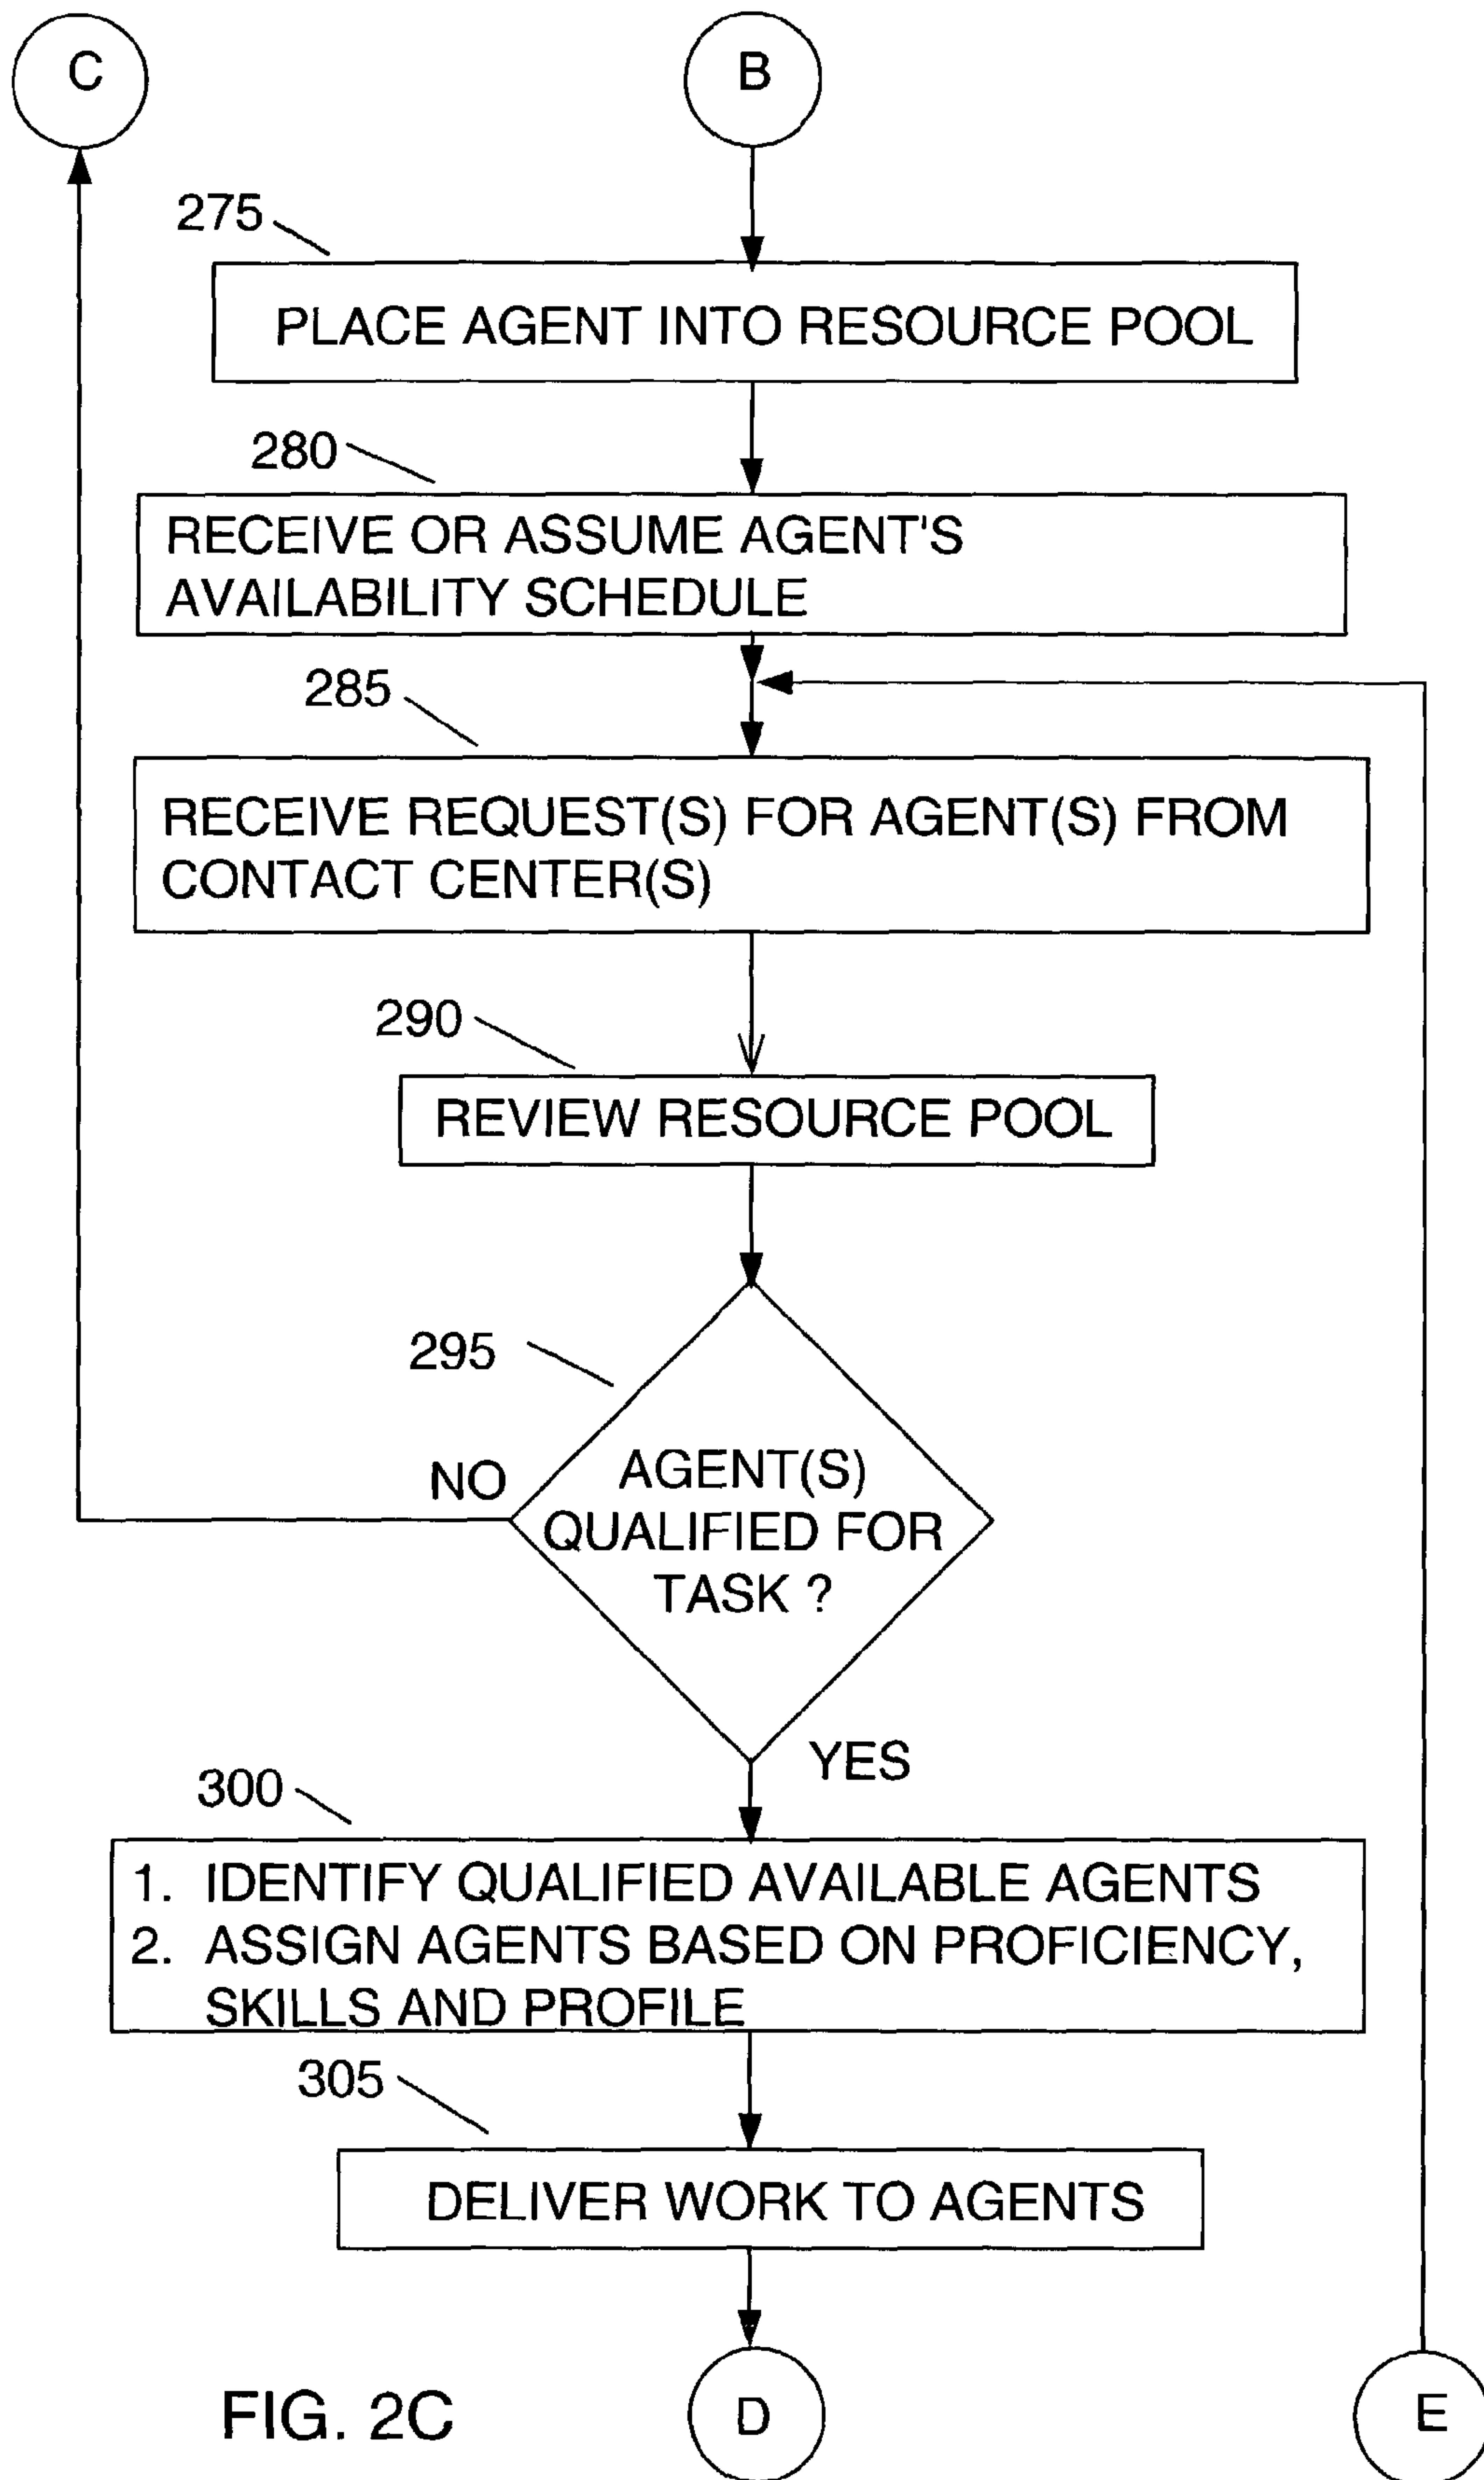 C
B
275
PLACE AGENT INTO RESOURCE POOL
280
RECEIVE OR ASSUME AGENT'S
AVAILABILITY SCHEDULE
285
RECEIVE REQUEST(S) FOR AGENT(S) FROM
CONTACT CENTER(S)
290
REVIEW RESOURCE POOL
295
NO
AGENT(S)
QUALIFIED FOR
TASK ?
YES
300
1. IDENTIFY QUALIFIED AVAILABLE AGENTS
2. ASSIGN AGENTS BASED ON PROFICIENCY,
SKILLS AND PROFILE
305
DELIVER WORK TO AGENTS
FIG. 2C
D
E